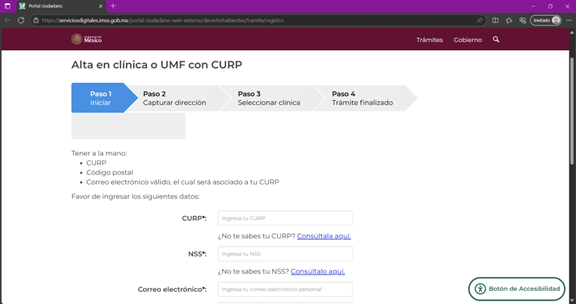 Portal ciudadano
https://serviciosdigitales.imss.gob.mx/portal-ciudadano-web-externo/derechohabientes/tramite/registro
Invitado
Gobierno de
México
Trámites
Gobierno
Alta en clínica o UMF con CURP
Paso 1
Iniciar
Paso 2
Capturar dirección
Paso 3
Seleccionar clínica
Paso 4
Trámite finalizado
Tener a la mano:
• CURP
• Código postal
• Correo electrónico válido, el cual será asociado a tu CURP
Favor de ingresar los siguientes datos:
CURP*:
Ingresa tu CURP
¿No te sabes tu CURP? Consúltala aquí.
NSS*:
Ingresa tu NSS
¿No te sabes tu NSS? Consúltalo aquí.
Correo electrónico*:
Ingresa tu correo electrónico personal
Botón de Accesibilidad